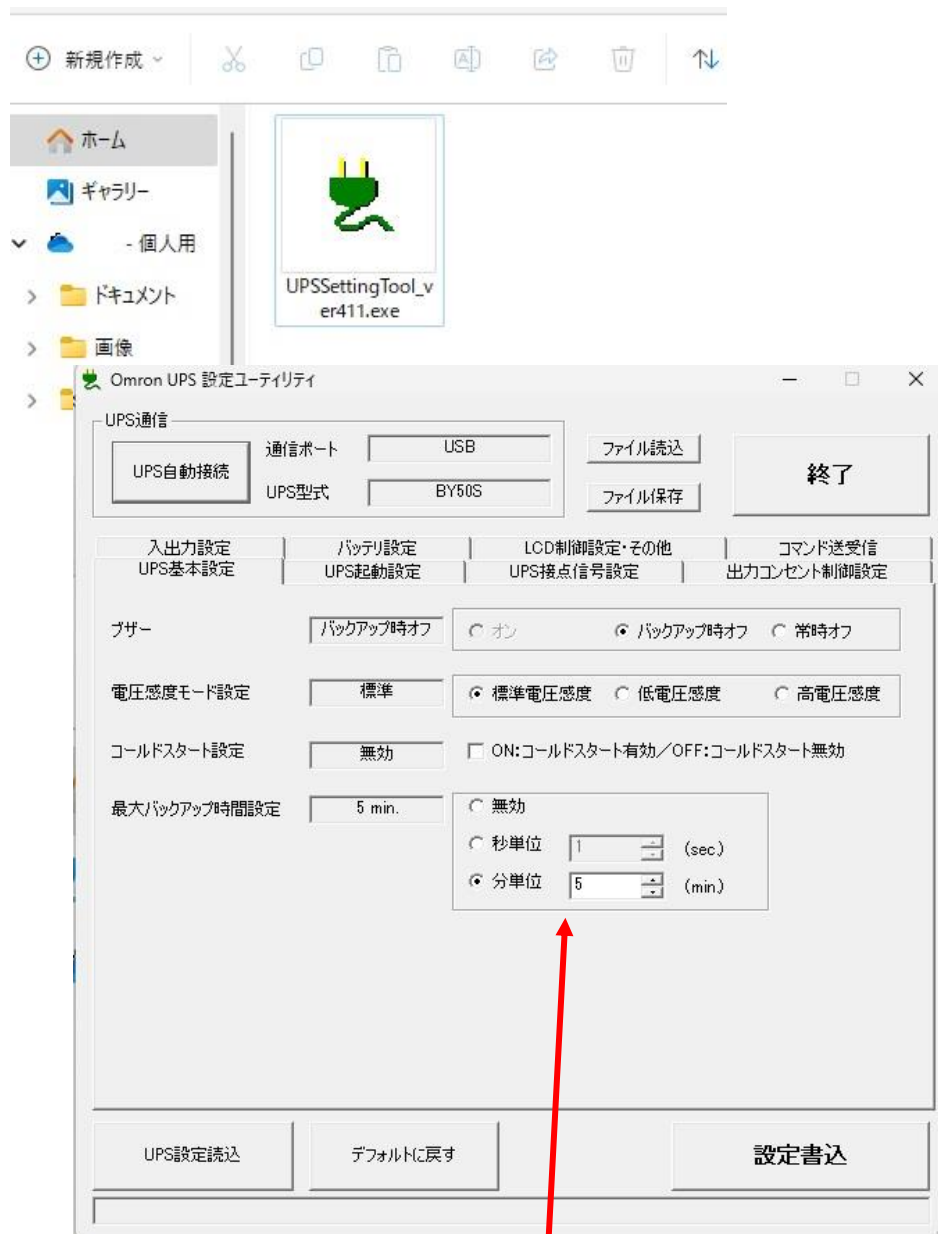 新規作成
ホーム
ギャラリー
- 個人用
ドキュメント
画像
UPSSettingTool_v
er411.exe
Omron UPS 設定ユーティリティ
UPS通信
UPS自動接続
通信ポート USB
UPS型式 BY50S
ファイル読込
ファイル保存
終了
入出力設定 バッテリ設定 LCD制御設定・その他 コマンド送受信
UPS基本設定 UPS起動設定 UPS接点信号設定 出力コンセント制御設定
ブザー バックアップ時オフ オン バックアップ時オフ 常時オフ
電圧感度モード設定 標準 標準電圧感度 低電圧感度 高電圧感度
コールドスタート設定 無効 ON:コールドスタート有効/OFF:コールドスタート無効
最大バックアップ時間設定 5 min. 無効
秒単位 1 (sec.)
分単位 5 (min.)
UPS設定読込 デフォルトに戻す 設定書込